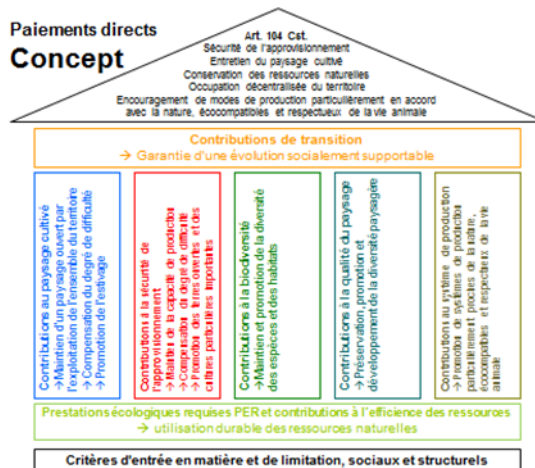 Paiements directs
Concept
Art. 104 Cst.
Sécurité de l'approvisionnement
Entretien du paysage cultivé
Conservation des ressources naturelles
Occupation décentralisée du territoire
Encouragement de modes de production particulièrement en accord
avec la nature, écocompatibles et respectueux de la vie animale
Contributions de transition
→ Garantie d'une évolution socialement supportable
Contributions au paysage cultivé
→Maintien d'un paysage ouvert par
l'exploitation de l'ensemble du territoire
→Compensation du degré de difficulté
→Promotion de l'estivage
Contributions à la sécurité de
l'approvisionnement
→Maintien de la capacité de production
→Compensation du degré de difficulté
→Promotion des terres ouvertes et des
cultures particulières importantes
Contributions à la biodiversité
→Maintien et promotion de la diversité
des espèces et des habitats
Contributions à la qualité du paysage
→Préservation, promotion et
développement de la diversité paysagère
Contributions au système de production
→Promotion de systèmes de production
particulièrement proches de la nature,
écocompatibles et respectueux de la vie
animale
Prestations écologiques requises PER et contributions à l'efficience des ressources
→ utilisation durable des ressources naturelles
Critères d'entrée en matière et de limitation, sociaux et structurels